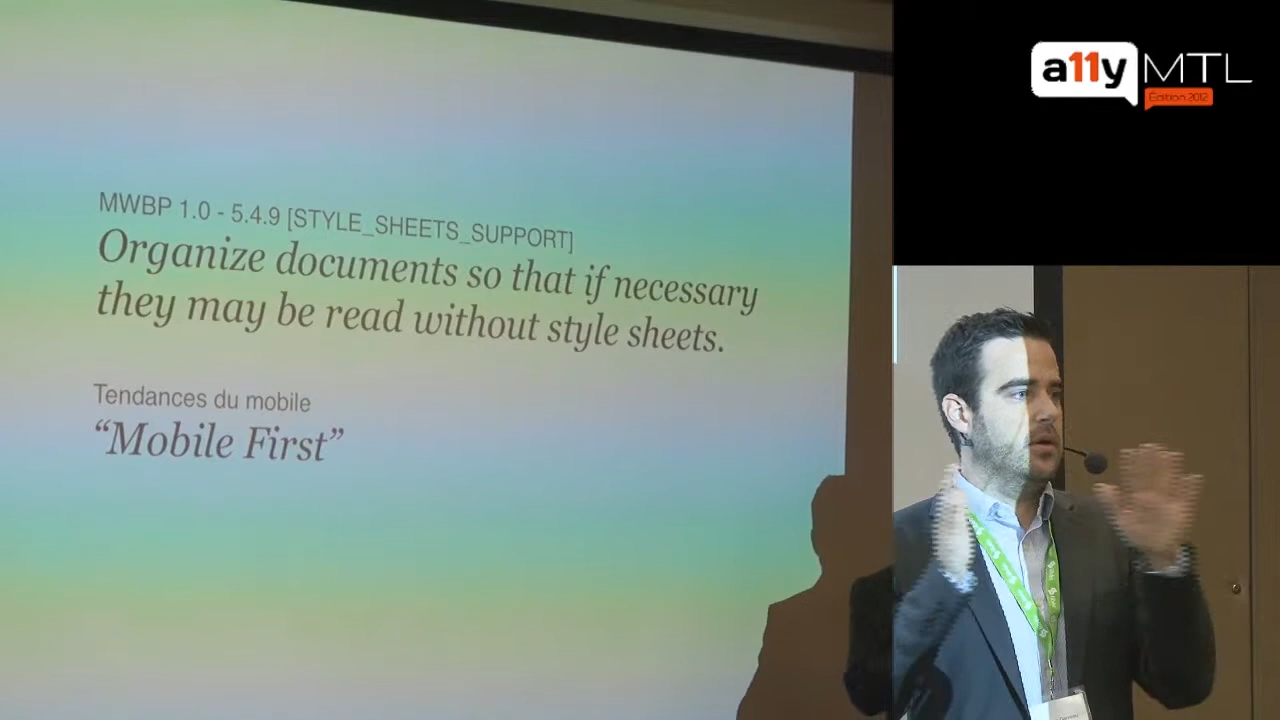 MWBP 1.0 - 5.4.9 [STYLE_SHEETS_SUPPORT]
Organize documents so that if necessary
they may be read without style sheets.
Tendances du mobile
“Mobile First”
a11y MTL
Édition 2012